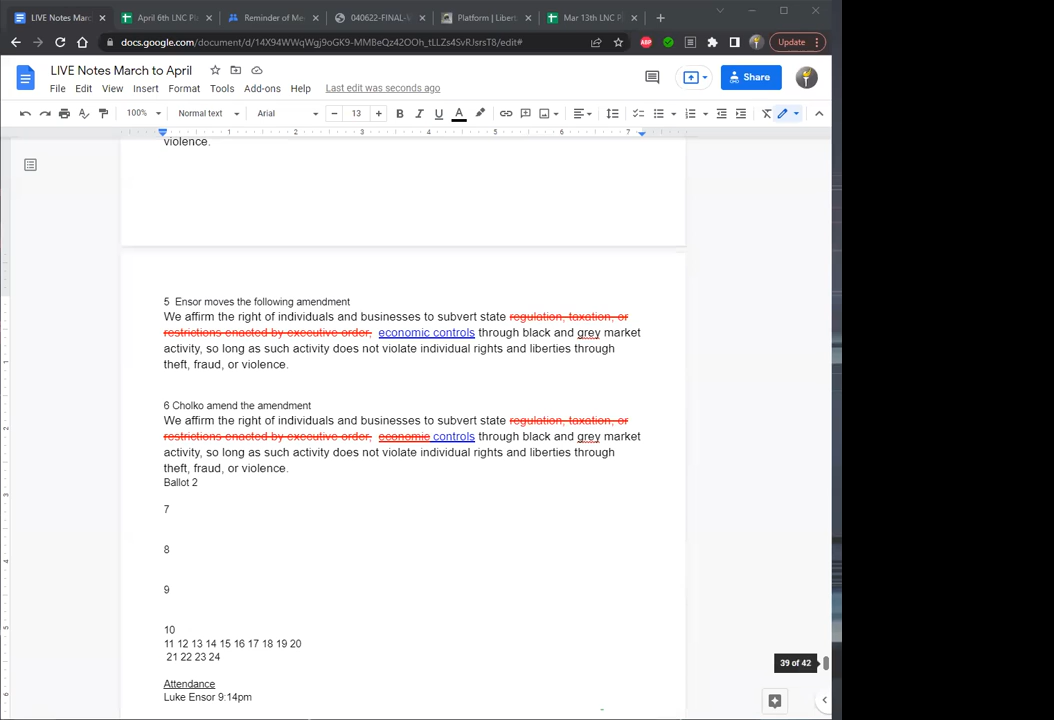 LIVE Notes March to April
April 6th LNC Pl
Reminder of Me
040622-FINAL-
Platform | Libert
Mar 13th LNC P
docs.google.com/document/d/14X94WWqWgj9oGK9-MMBeQz42OOh_tLLZs4SvRJsrsT8/edit#
ABP
Update
LIVE Notes March to April
Share
File Edit View Insert Format Tools Add-ons Help Last edit was seconds ago
100% Normal text Arial 13 B I U A
1 2 3 4 5 6 7
violence.
5 Ensor moves the following amendment
We affirm the right of individuals and businesses to subvert state regulation, taxation, or
restrictions enacted by executive order, economic controls through black and grey market
activity, so long as such activity does not violate individual rights and liberties through
theft, fraud, or violence.
6 Cholko amend the amendment
We affirm the right of individuals and businesses to subvert state regulation, taxation, or
restrictions enacted by executive order, economic controls through black and grey market
activity, so long as such activity does not violate individual rights and liberties through
theft, fraud, or violence.
Ballot 2
7
8
9
10
11 12 13 14 15 16 17 18 19 20
21 22 23 24
39 of 42
Attendance
Luke Ensor 9:14pm